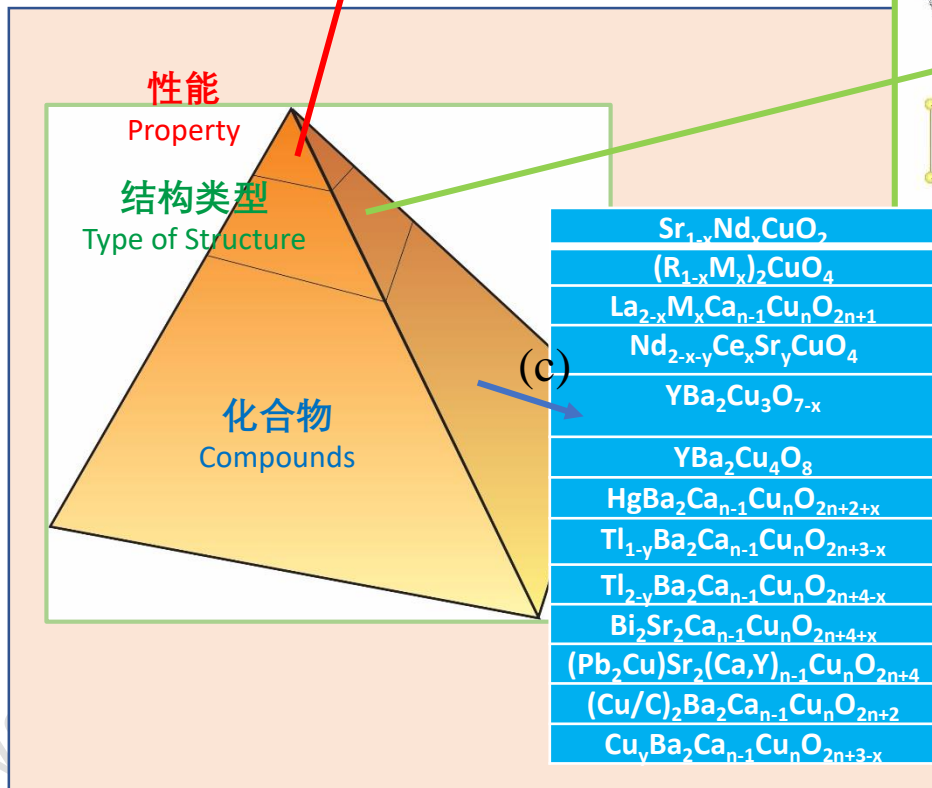 性能
Property
结构类型
Type of Structure
化合物
Compounds
(c)
Sr₁₋ₓNdₓCuO₂
(R₁₋ₓMₓ)₂CuO₄
La₂₋ₓMₓCaₙ₋₁CuₙO₂ₙ₊₁
Nd₂₋ₓ₋yCeₓSryCuO₄
YBa₂Cu₃O₇₋ₓ
YBa₂Cu₄O₈
HgBa₂Caₙ₋₁CuₙO₂ₙ₊₂₊ₓ
Tl₁₋yBa₂Caₙ₋₁CuₙO₂ₙ₊₃₋ₓ
Tl₂₋yBa₂Caₙ₋₁CuₙO₂ₙ₊₄₋ₓ
Bi₂Sr₂Caₙ₋₁CuₙO₂ₙ₊₄₊ₓ
(Pb₂Cu)Sr₂(Ca,Y)ₙ₋₁CuₙO₂ₙ₊₄
(Cu/C)₂Ba₂Caₙ₋₁CuₙO₂ₙ₊₂
CuyBa₂Caₙ₋₁CuₙO₂ₙ₊₃₋ₓ